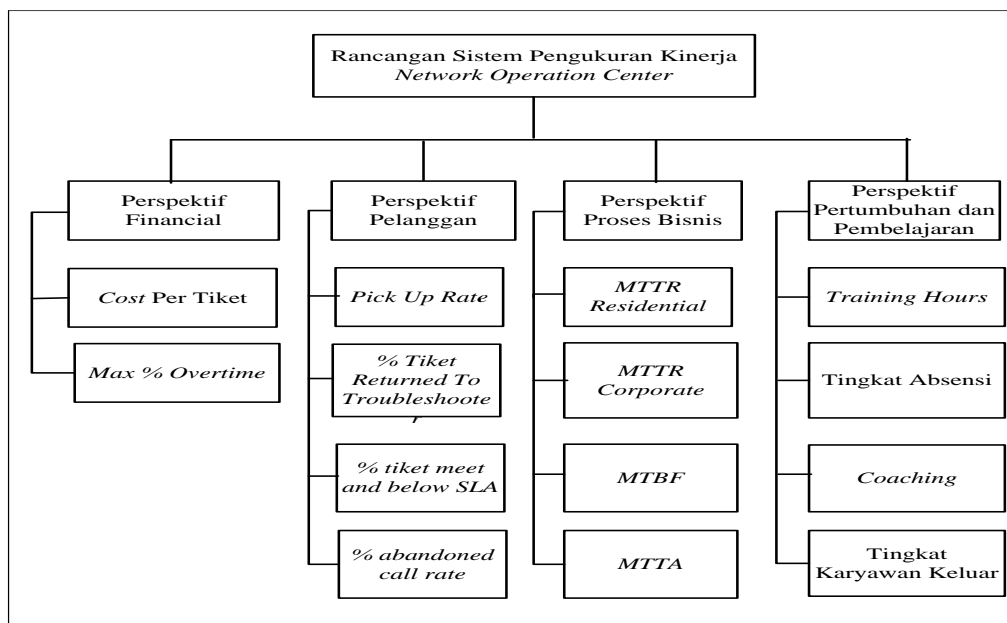 Rancangan Sistem Pengukuran Kinerja
Network Operation Center
Perspektif
Financial
Cost Per Tiket
Max % Overtime
Perspektif
Pelanggan
Pick Up Rate
% Tiket
Returned To
Troubleshoote
r
% tiket meet
and below SLA
% abandoned
call rate
Perspektif
Proses Bisnis
MTTR
Residential
MTTR
Corporate
MTBF
MTTA
Perspektif
Pertumbuhan dan
Pembelajaran
Training Hours
Tingkat Absensi
Coaching
Tingkat
Karyawan Keluar